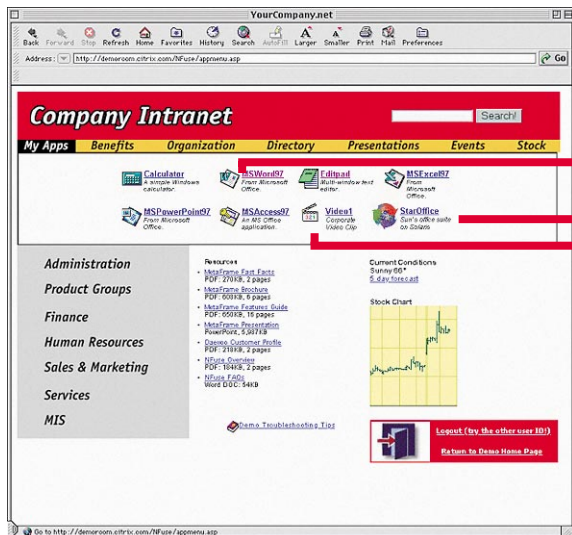 YourCompany.net
Back Forward Stop Refresh Home Favorites History Search AutoFill Larger Smaller Print Mail Preferences
Address: http://demoroom.citrix.com/NFuse/appmenu.asp Go
Company Intranet
Search!
My Apps Benefits Organization Directory Presentations Events Stock
Calculator
A simple Windows
calculator.
MSWord97
From Microsoft
Office.
Editpad
Multi-window text
editor.
MSExcel97
From
Microsoft
Office.
MSPowerPoint97
From Microsoft
Office.
MSAccess97
An MS Office
application.
Video1
Corporate
Video Clip
StarOffice
Sun's office suite
on Solaris
Administration
Product Groups
Finance
Human Resources
Sales & Marketing
Services
MIS
Resources
MetaFrame Fast Facts
PDF: 270KB, 2 pages
MetaFrame Brochure
PDF: 608KB, 6 pages
MetaFrame Features Guide
PDF: 650KB, 16 pages
MetaFrame Presentation
PowerPoint, 5,987KB
Daewoo Customer Profile
PDF: 218KB, 2 pages
NFuse Overview
PDF: 184KB, 2 pages
NFuse FAQs
Word DOC: 54KB
Demo Troubleshooting Tips
Current Conditions
Sunny 60°
5 day forecast
Stock Chart
Logout (try the other user ID!)
Return to Demo Home Page
Go to http://demoroom.citrix.com/NFuse/appmenu.asp